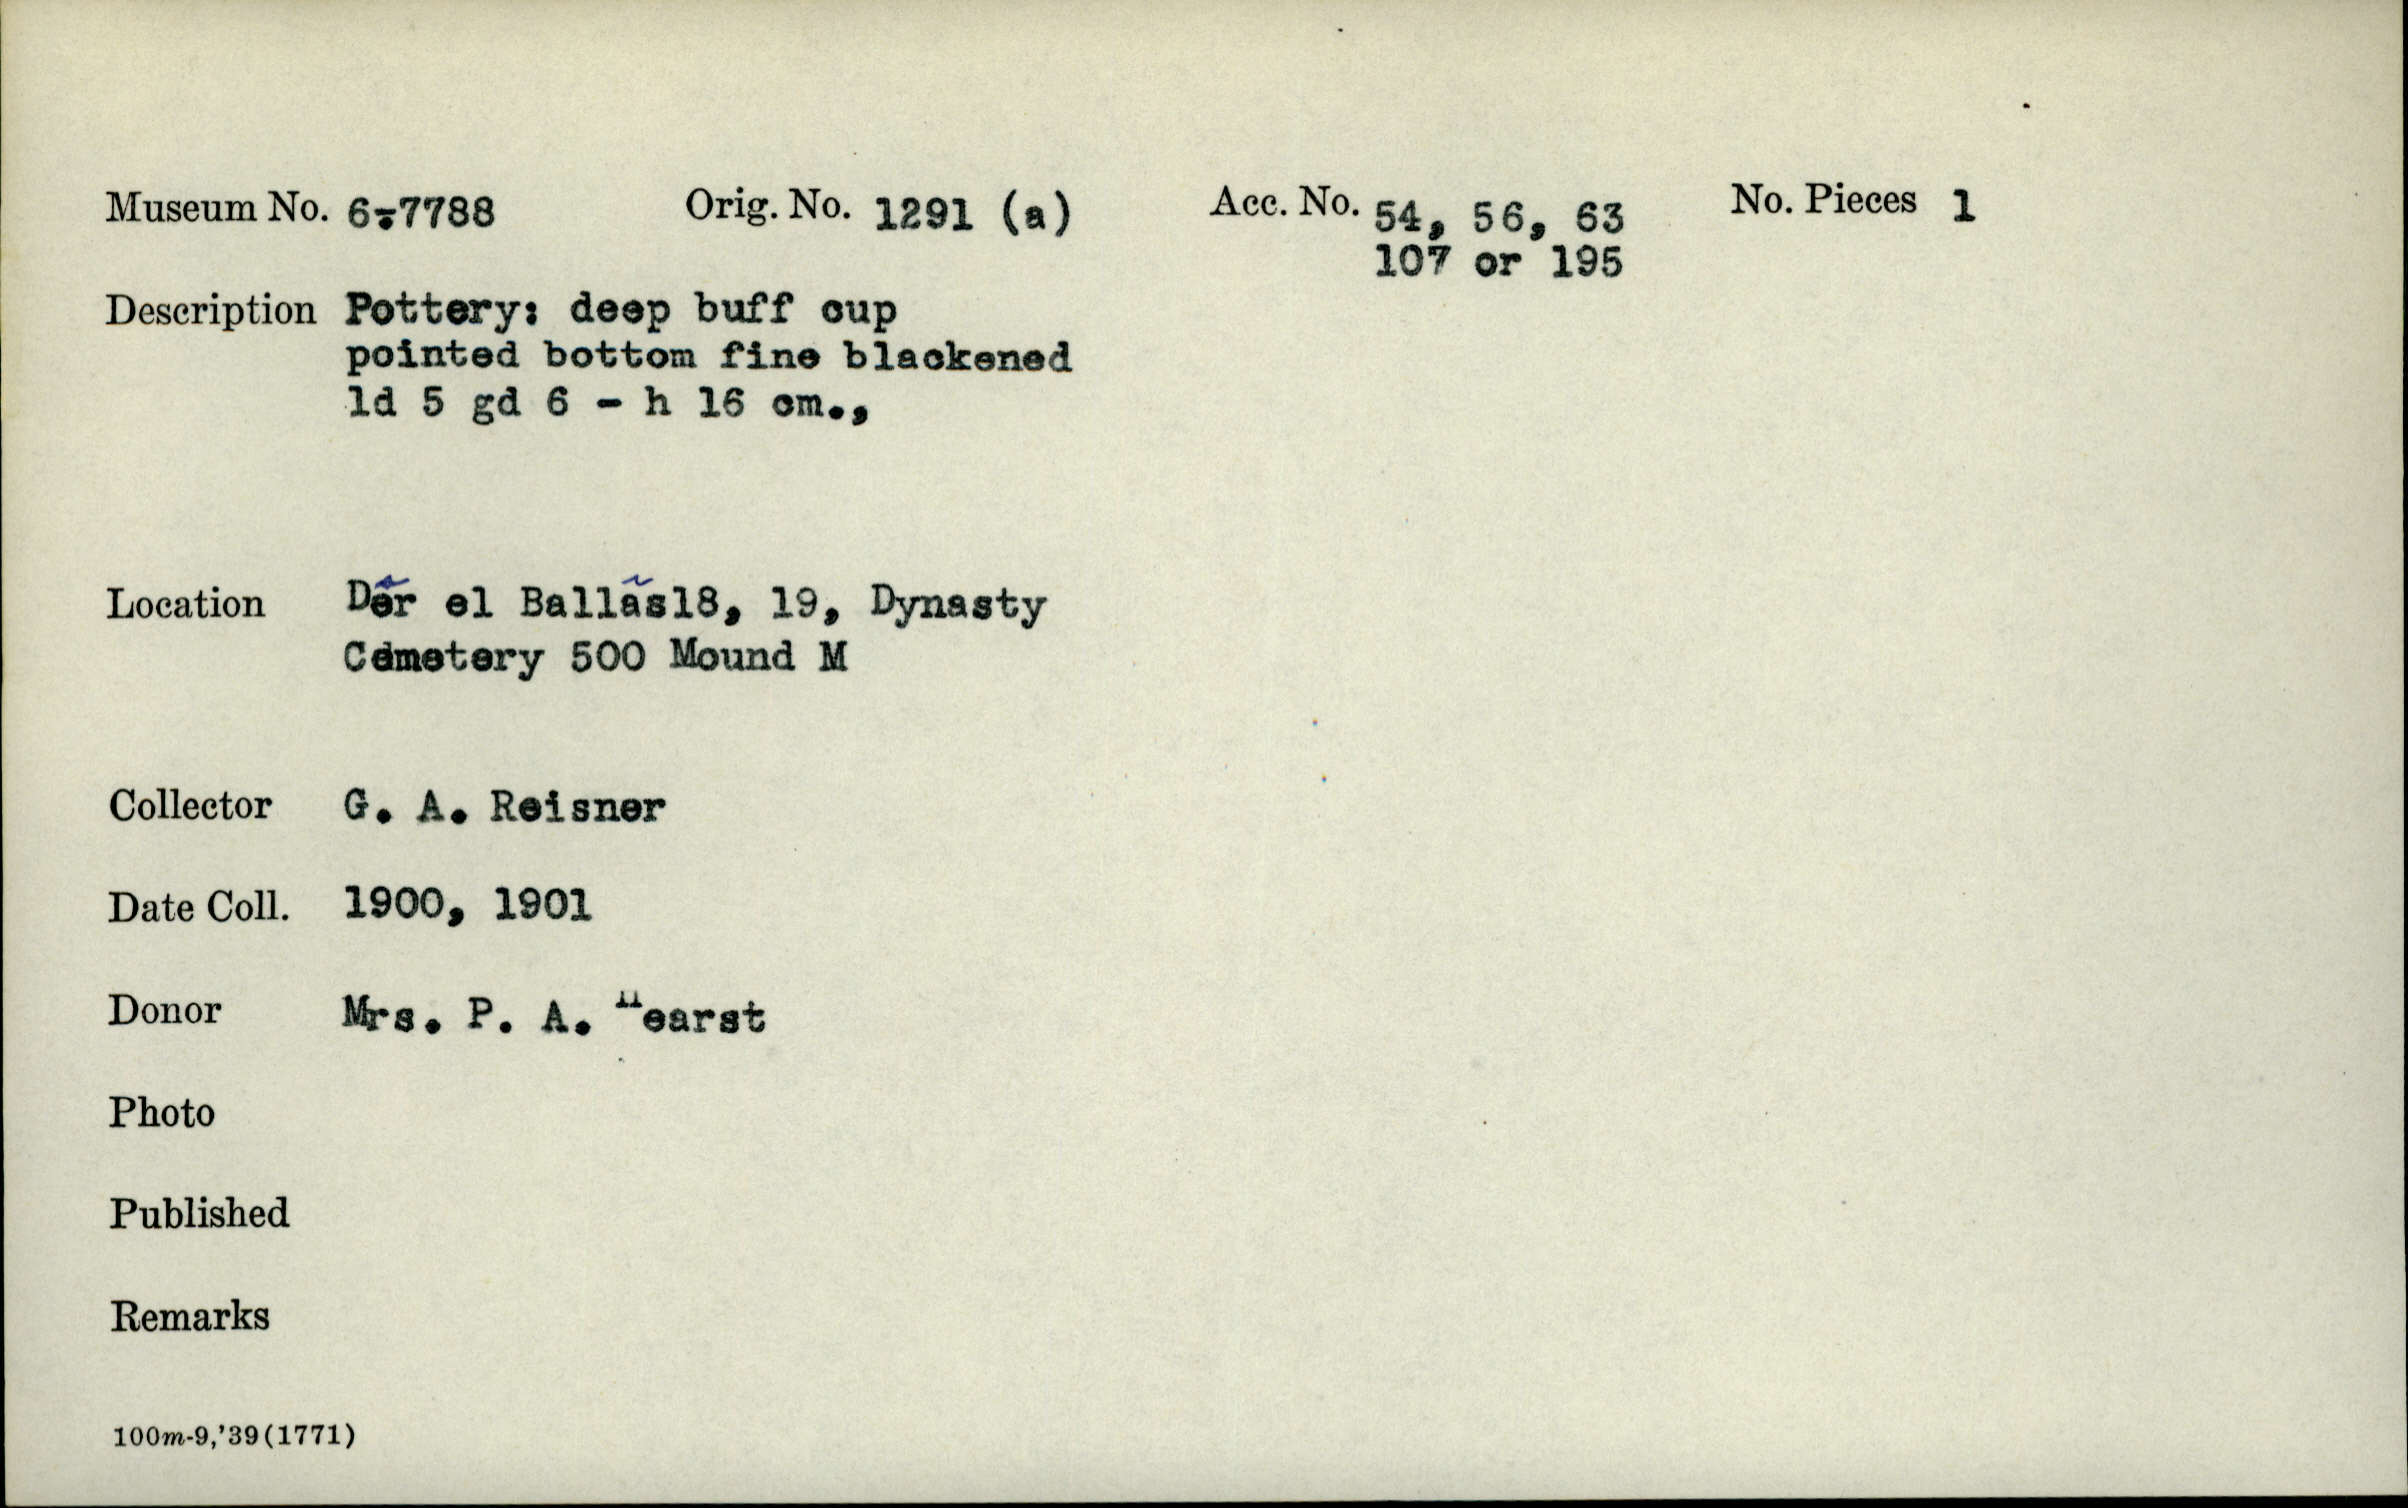 Museum No. 6-7788 Orig. No. 1291 (a) Acc. No. 54, 56, 63 No. Pieces 1
107 or 195
Description Pottery: deep buff cup
pointed bottom fine blackened
ld 5 gd 6 - h 16 cm.,
Location Dêr el Ballâs18, 19, Dynasty
Cemetery 500 Mound M
Collector G. A. Reisner
Date Coll. 1900, 1901
Donor Mrs. P. A. Hearst
Photo
Published
Remarks
100m-9,'39(1771)